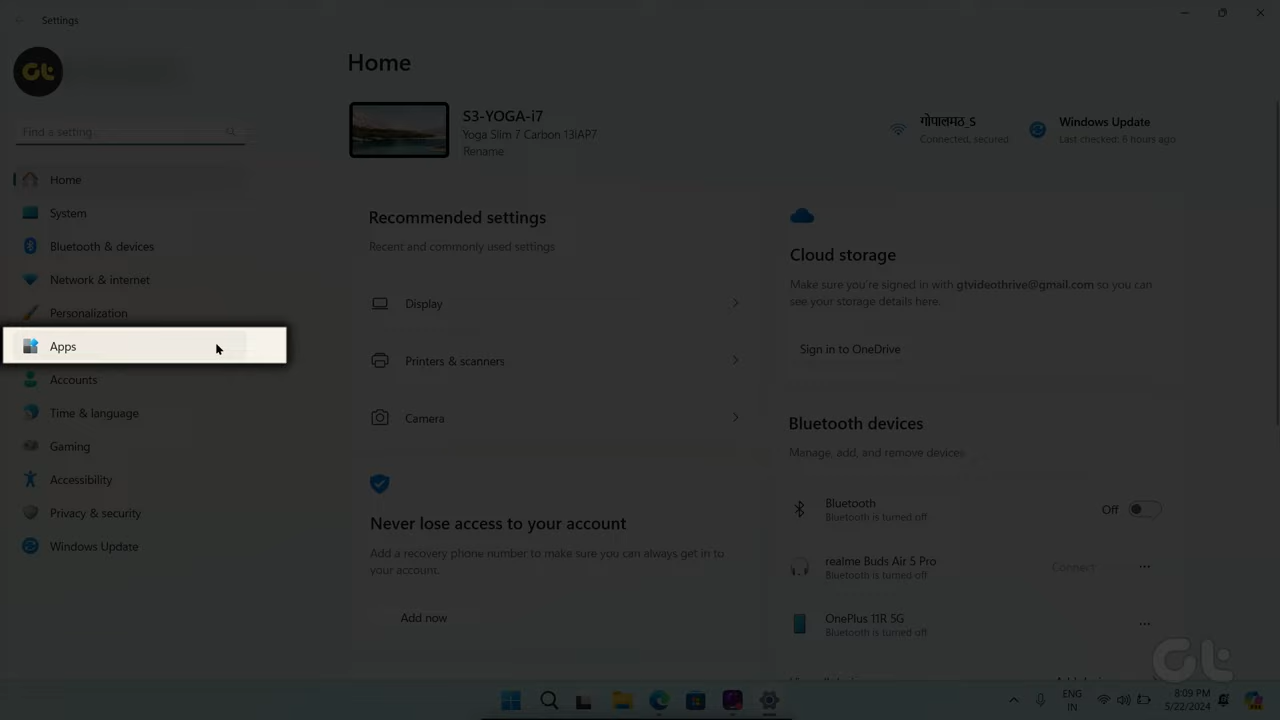 Settings
GT
Find a setting
Home
System
Bluetooth & devices
Network & internet
Personalization
Apps
Accounts
Time & language
Gaming
Accessibility
Privacy & security
Windows Update
Home
S3-YOGA-i7
Yoga Slim 7 Carbon 13IAP7
Rename
गोपालमठ_S
Connected, secured
Windows Update
Last checked: 6 hours ago
Recommended settings
Recent and commonly used settings
Display
Printers & scanners
Camera
Never lose access to your account
Add a recovery phone number to make sure you can always get in to
your account.
Add now
Cloud storage
Make sure you're signed in with gtvideothrive@gmail.com so you can
see your storage details here.
Sign in to OneDrive
Bluetooth devices
Manage, add, and remove devices
Bluetooth
Bluetooth is turned off
Off
realme Buds Air 5 Pro
Bluetooth is turned off
Connect
OnePlus 11R 5G
Bluetooth is turned off
GT
ENG
IN
8:09 PM
5/22/2024